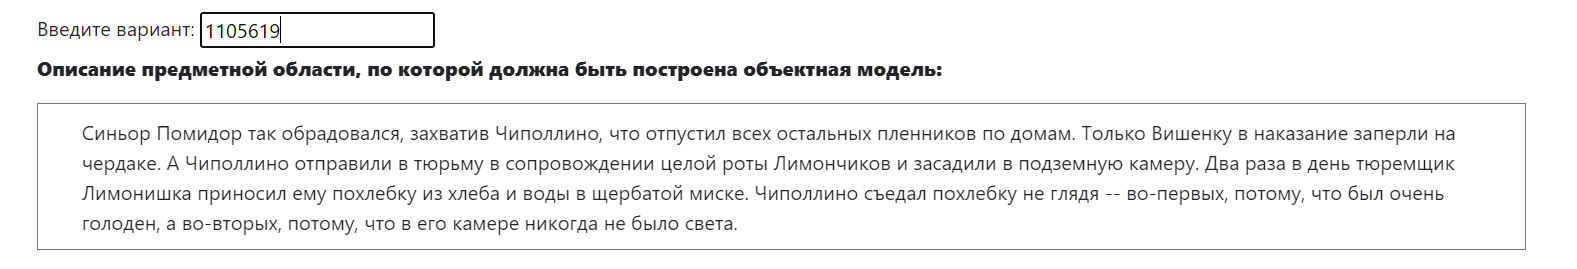 Введите вариант: 1105619
Описание предметной области, по которой должна быть построена объектная модель:
Синьор Помидор так обрадовался, захватив Чиполлино, что отпустил всех остальных пленников по домам. Только Вишенку в наказание заперли на
чердаке. А Чиполлино отправили в тюрьму в сопровождении целой роты Лимончиков и засадили в подземную камеру. Два раза в день тюремщик
Лимонишка приносил ему похлебку из хлеба и воды в щербатой миске. Чиполлино съедал похлебку не глядя -- во-первых, потому, что был очень
голоден, а во-вторых, потому, что в его камере никогда не было света.